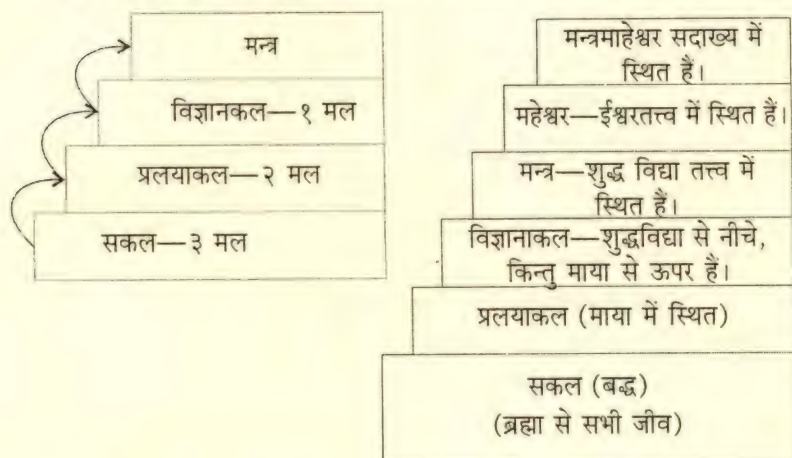 मन्त्र
विज्ञानकल—१ मल
प्रलयाकल—२ मल
सकल—३ मल
मन्त्रमाहेश्वर सदाख्य में
स्थित हैं।
महेश्वर—ईश्वरतत्त्व में स्थित हैं।
मन्त्र—शुद्ध विद्या तत्त्व में
स्थित हैं।
विज्ञानाकल—शुद्धविद्या से नीचे,
किन्तु माया से ऊपर हैं।
प्रलयाकल (माया में स्थित)
सकल (बद्ध)
(ब्रह्मा से सभी जीव)